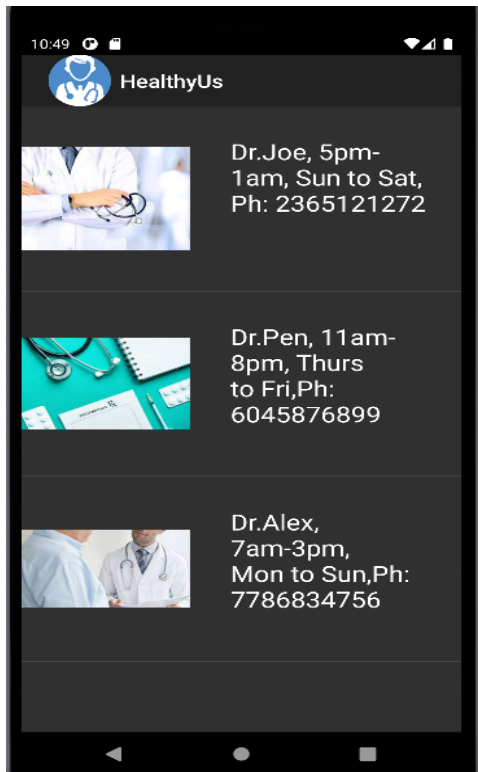 10:49
HealthyUs
Dr.Joe, 5pm-
1am, Sun to Sat,
Ph: 2365121272
Dr.Pen, 11am-
8pm, Thurs
to Fri,Ph:
6045876899
Dr.Alex,
7am-3pm,
Mon to Sun,Ph:
7786834756